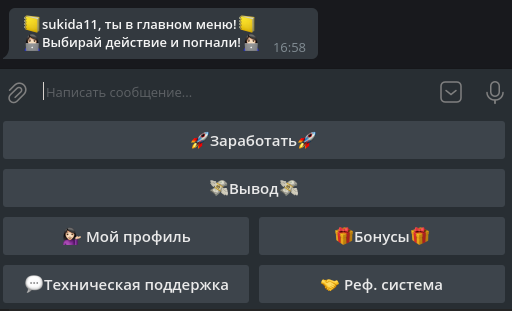 📒sukida11, ты в главном меню!📒
👩🏻‍💻Выбирай действие и погнали!👩🏻‍💻
16:58
Написать сообщение...
🚀Заработать🚀
💸Вывод💸
💁🏻‍♀️ Мой профиль
🎁Бонусы🎁
💬Техническая поддержка
🤝 Реф. система